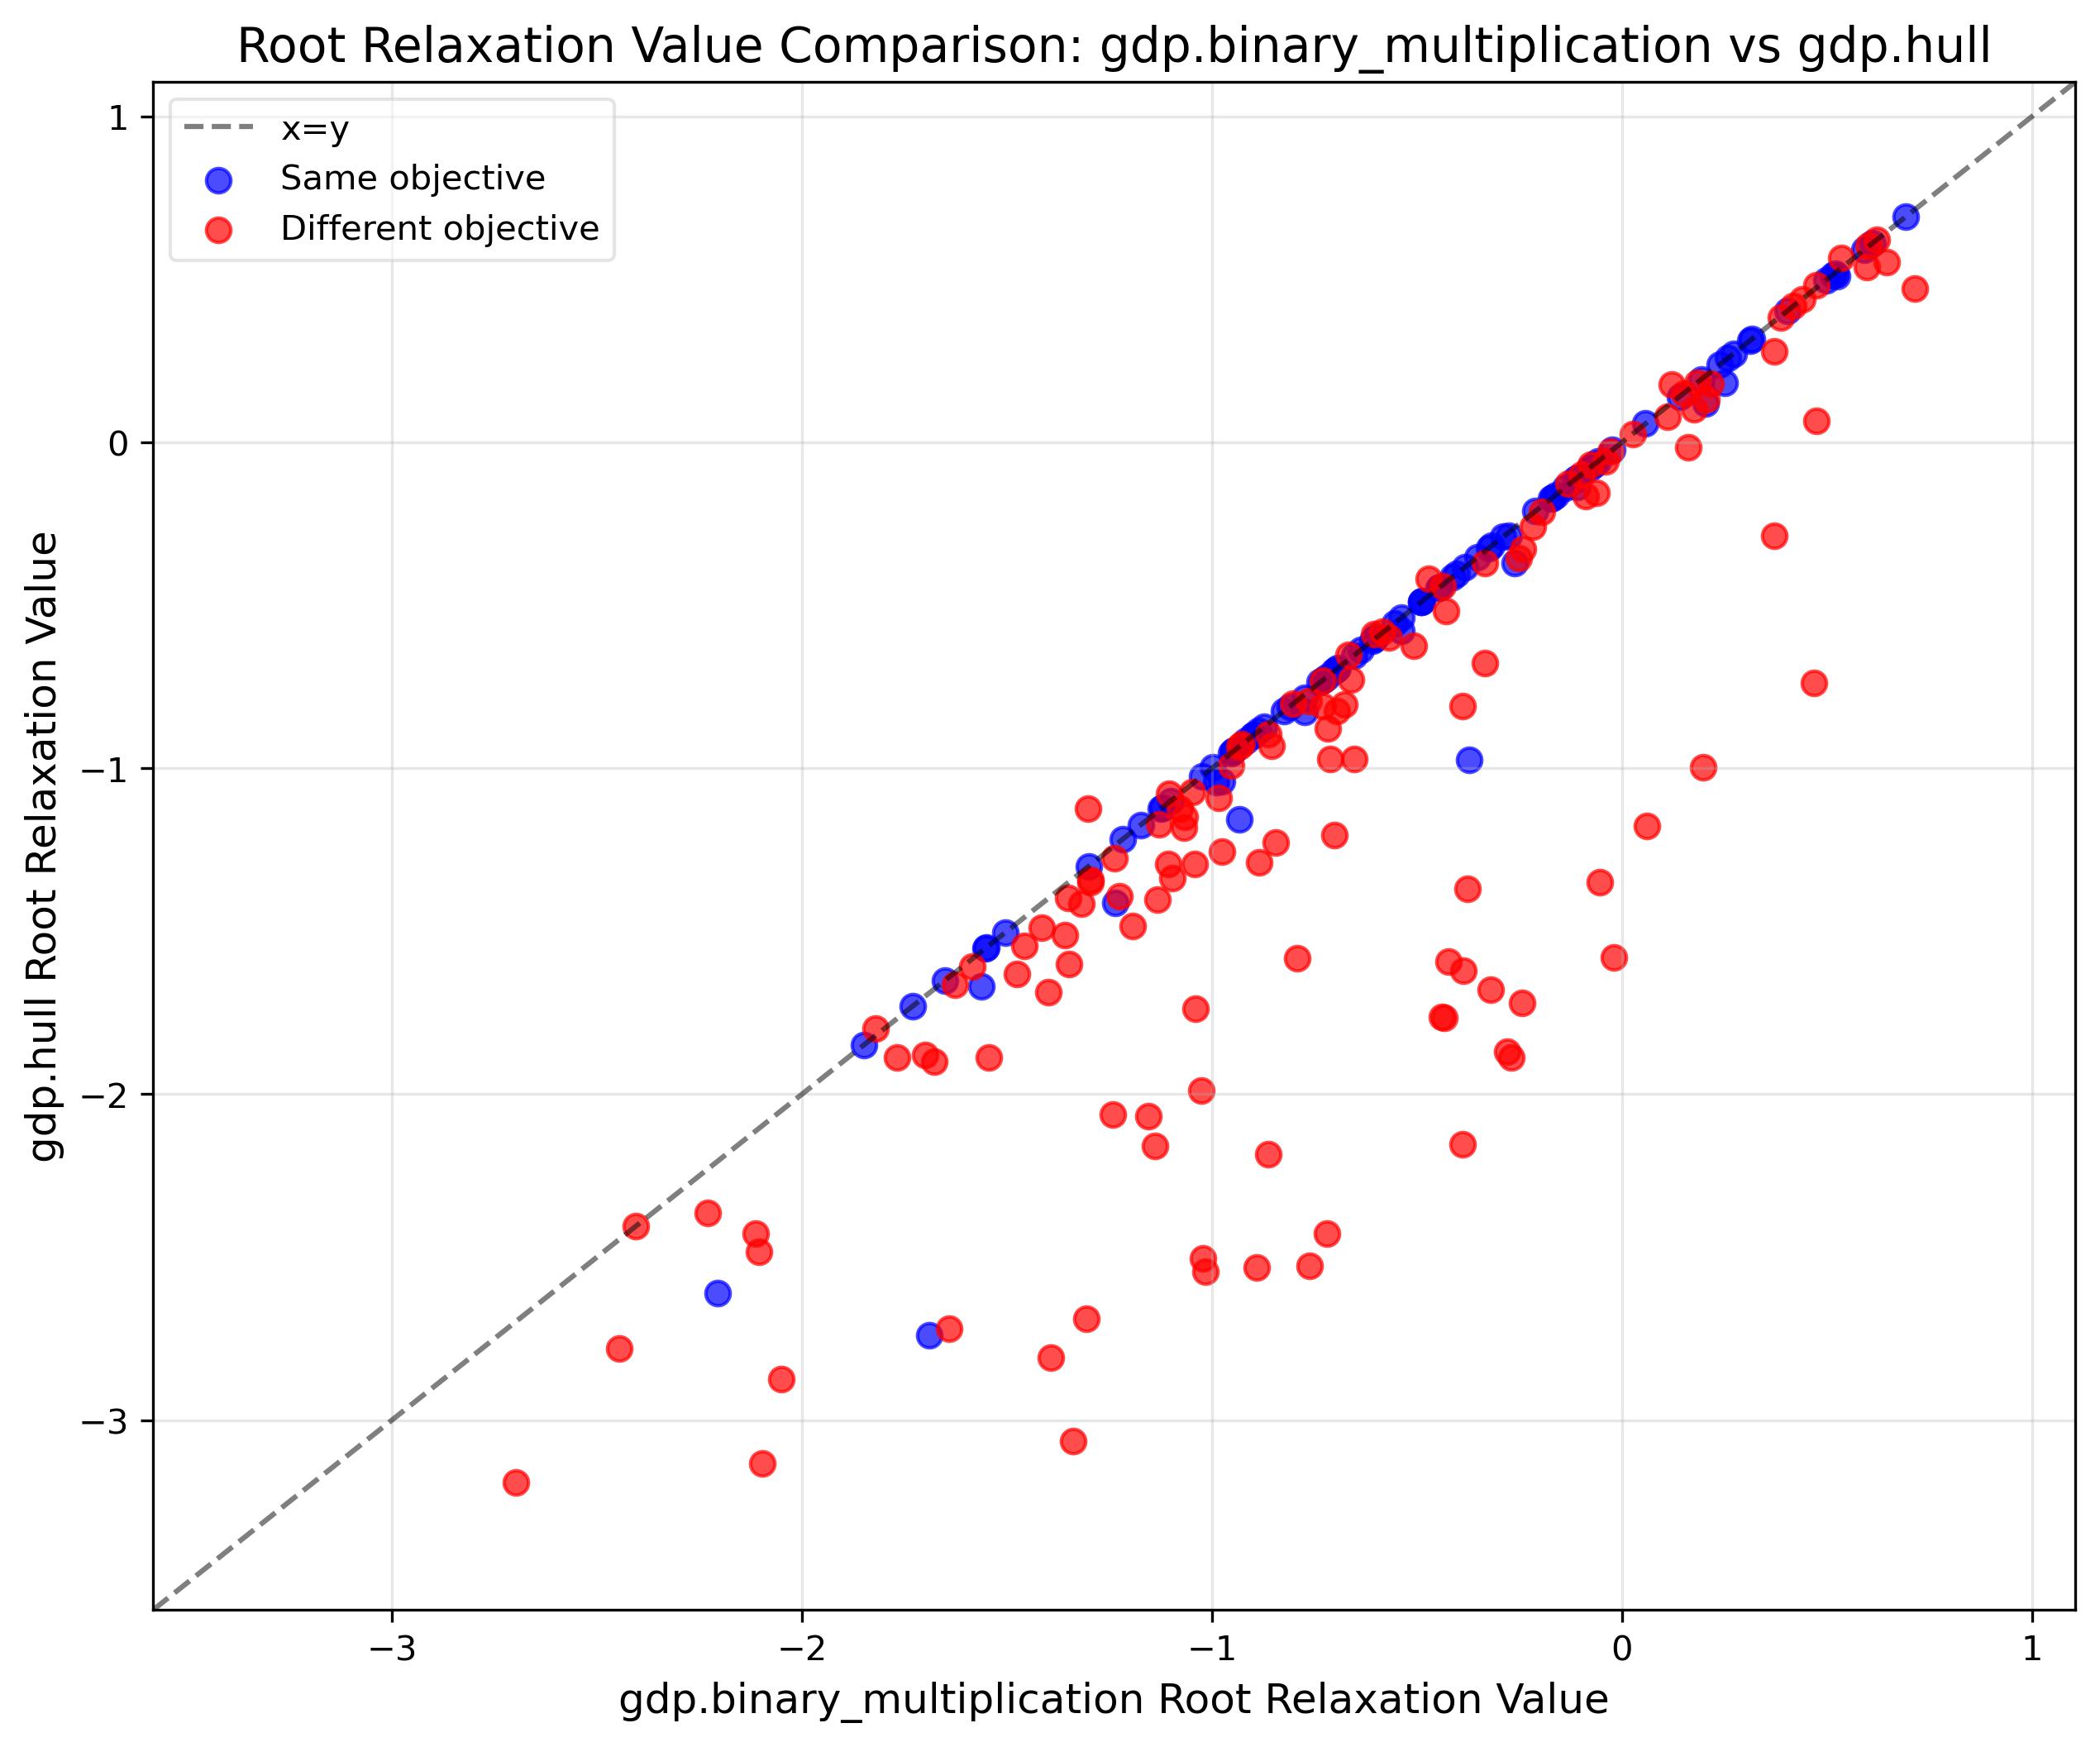 Root Relaxation Value Comparison: gdp.binary_multiplication vs gdp.hull
x=y
Same objective
Different objective
gdp.hull Root Relaxation Value
1
0
−1
−2
−3
−3
−2
−1
0
1
gdp.binary_multiplication Root Relaxation Value